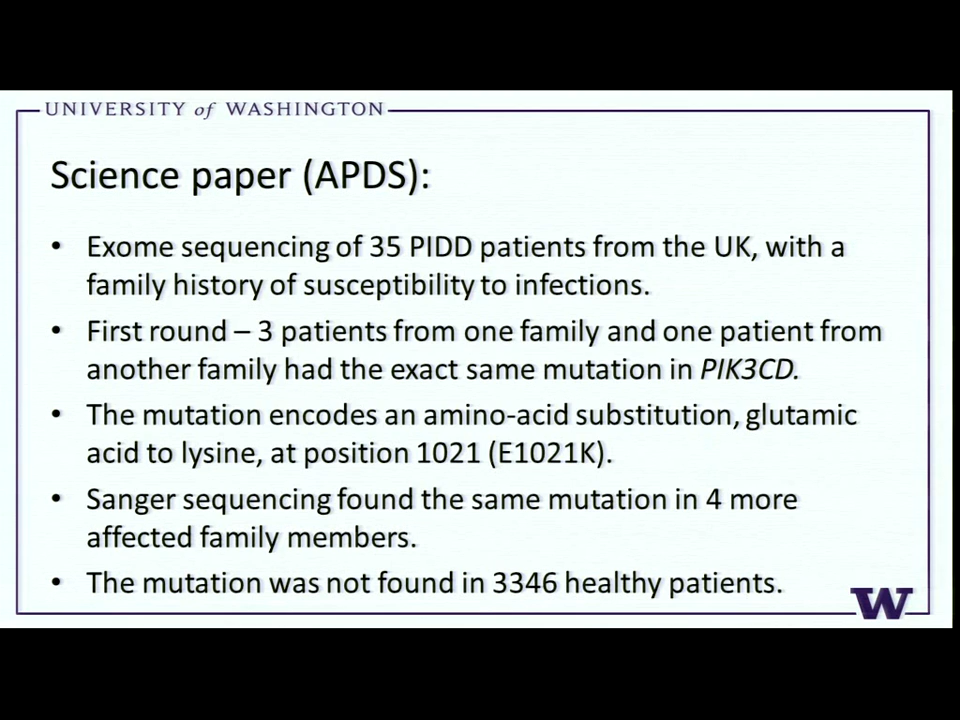 UNIVERSITY of WASHINGTON
Science paper (APDS):
• Exome sequencing of 35 PIDD patients from the UK, with a
family history of susceptibility to infections.
• First round – 3 patients from one family and one patient from
another family had the exact same mutation in PIK3CD.
• The mutation encodes an amino-acid substitution, glutamic
acid to lysine, at position 1021 (E1021K).
• Sanger sequencing found the same mutation in 4 more
affected family members.
• The mutation was not found in 3346 healthy patients.
W